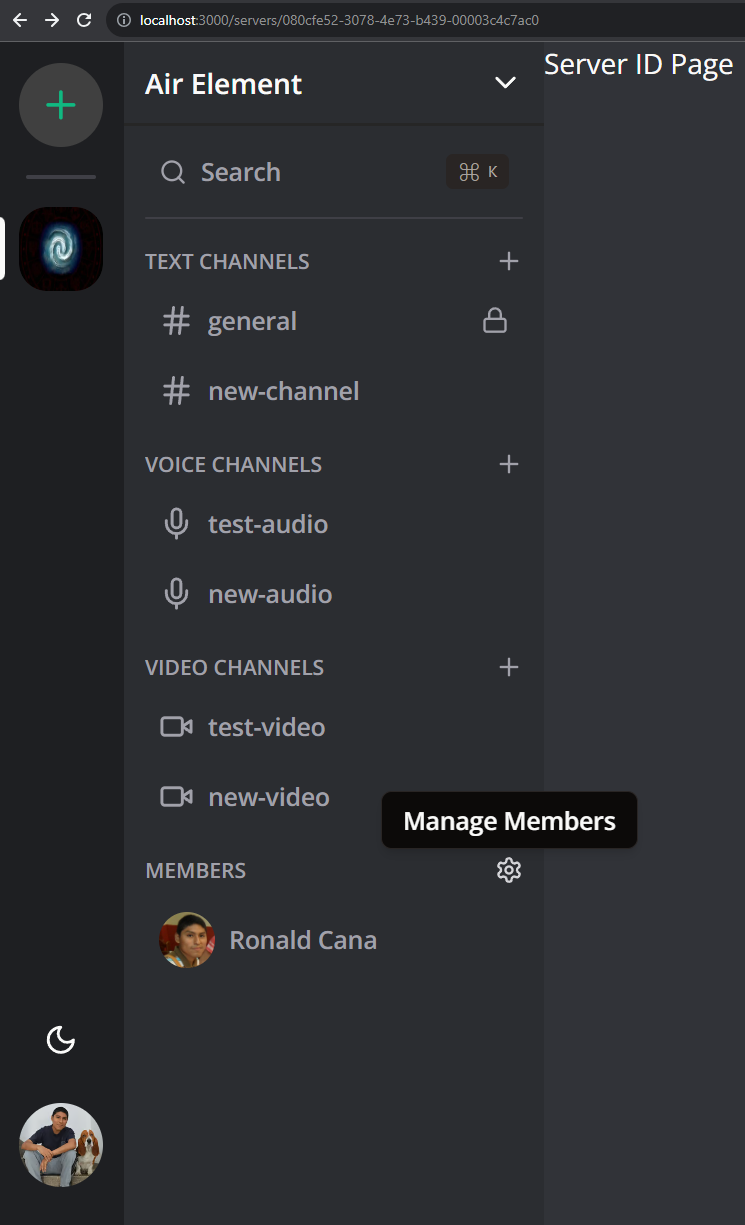 localhost:3000/servers/080cfe52-3078-4e73-b439-00003c4c7ac0
Air Element
Server ID Page
Search
⌘ K
TEXT CHANNELS
general
new-channel
VOICE CHANNELS
test-audio
new-audio
VIDEO CHANNELS
test-video
new-video
Manage Members
MEMBERS
Ronald Cana